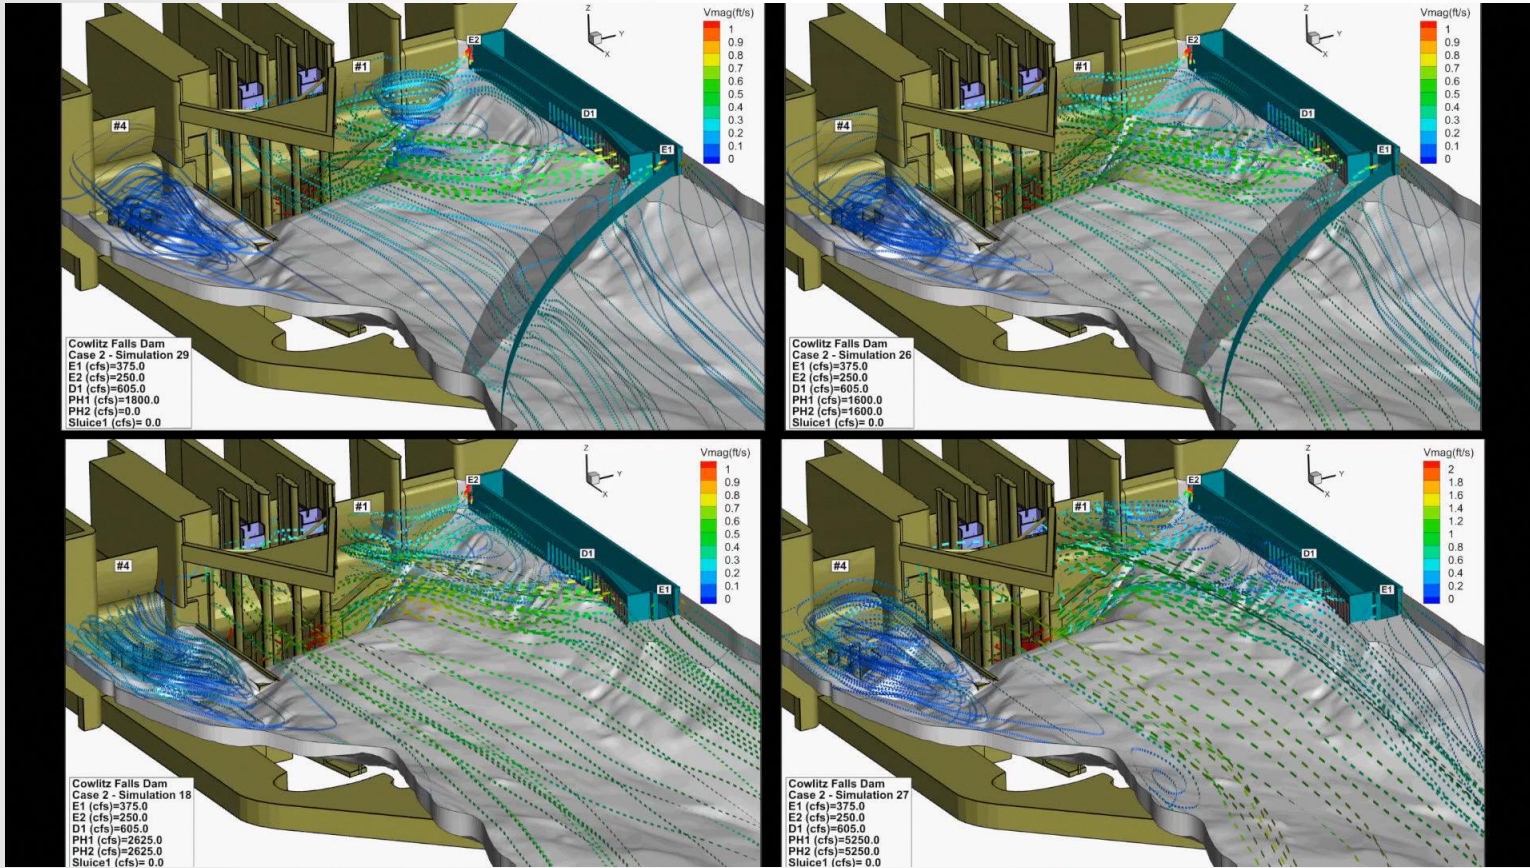 Vmag(ft/s)
1
0.9
0.8
0.7
0.6
0.5
0.4
0.3
0.2
0.1
0
Z
Y
X
E2
#1
D1
#4
E1
Cowlitz Falls Dam
Case 2 - Simulation 29
E1 (cfs)=375.0
E2 (cfs)=250.0
D1 (cfs)=605.0
PH1 (cfs)=1800.0
PH2 (cfs)=0.0
Sluice1 (cfs)= 0.0
Vmag(ft/s)
1
0.9
0.8
0.7
0.6
0.5
0.4
0.3
0.2
0.1
0
Z
Y
X
E2
#1
D1
#4
E1
Cowlitz Falls Dam
Case 2 - Simulation 26
E1 (cfs)=375.0
E2 (cfs)=250.0
D1 (cfs)=605.0
PH1 (cfs)=1600.0
PH2 (cfs)=1600.0
Sluice1 (cfs)= 0.0
Vmag(ft/s)
1
0.9
0.8
0.7
0.6
0.5
0.4
0.3
0.2
0.1
0
Z
Y
X
E2
#1
D1
#4
E1
Cowlitz Falls Dam
Case 2 - Simulation 18
E1 (cfs)=375.0
E2 (cfs)=250.0
D1 (cfs)=605.0
PH1 (cfs)=2625.0
PH2 (cfs)=2625.0
Sluice1 (cfs)= 0.0
Vmag(ft/s)
2
1.8
1.6
1.4
1.2
1
0.8
0.6
0.4
0.2
0
Z
Y
X
E2
#1
D1
#4
E1
Cowlitz Falls Dam
Case 2 - Simulation 27
E1 (cfs)=375.0
E2 (cfs)=250.0
D1 (cfs)=605.0
PH1 (cfs)=5250.0
PH2 (cfs)=5250.0
Sluice1 (cfs)= 0.0